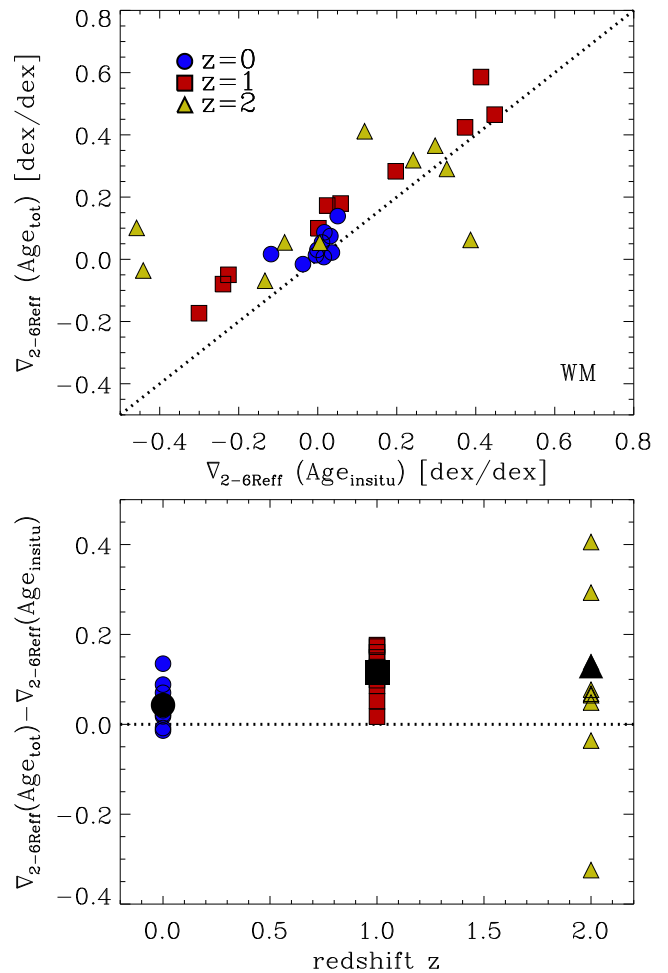 0.8
0.6
0.4
0.2
0.0
−0.2
−0.4
∇2−6Reff (Agetot) [dex/dex]
z=0
z=1
z=2
WM
−0.4 −0.2 0.0 0.2 0.4 0.6 0.8
∇2−6Reff (Ageinsitu) [dex/dex]
0.4
0.2
0.0
−0.2
−0.4
∇2−6Reff(Agetot)−∇2−6Reff(Ageinsitu)
0.0 0.5 1.0 1.5 2.0
redshift z